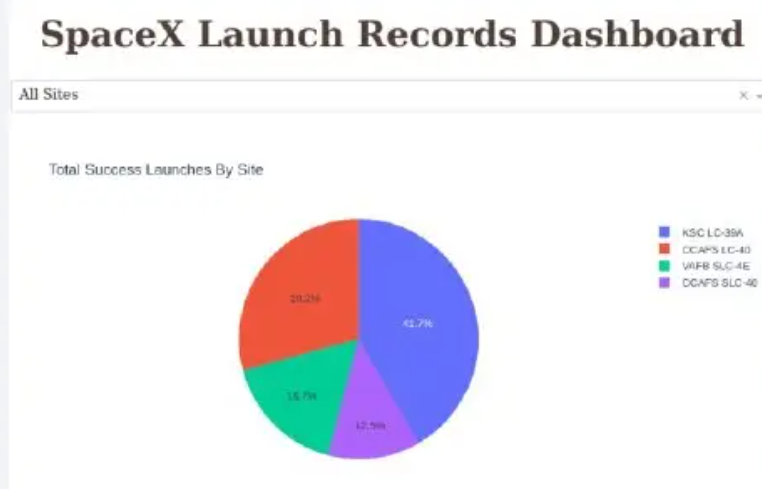 SpaceX Launch Records Dashboard
All Sites
Total Success Launches By Site
KSC LC-39A
CCAFS LC-40
VAFB SLC-4E
CCAFS SLC-40
29.2%
41.7%
16.7%
12.5%